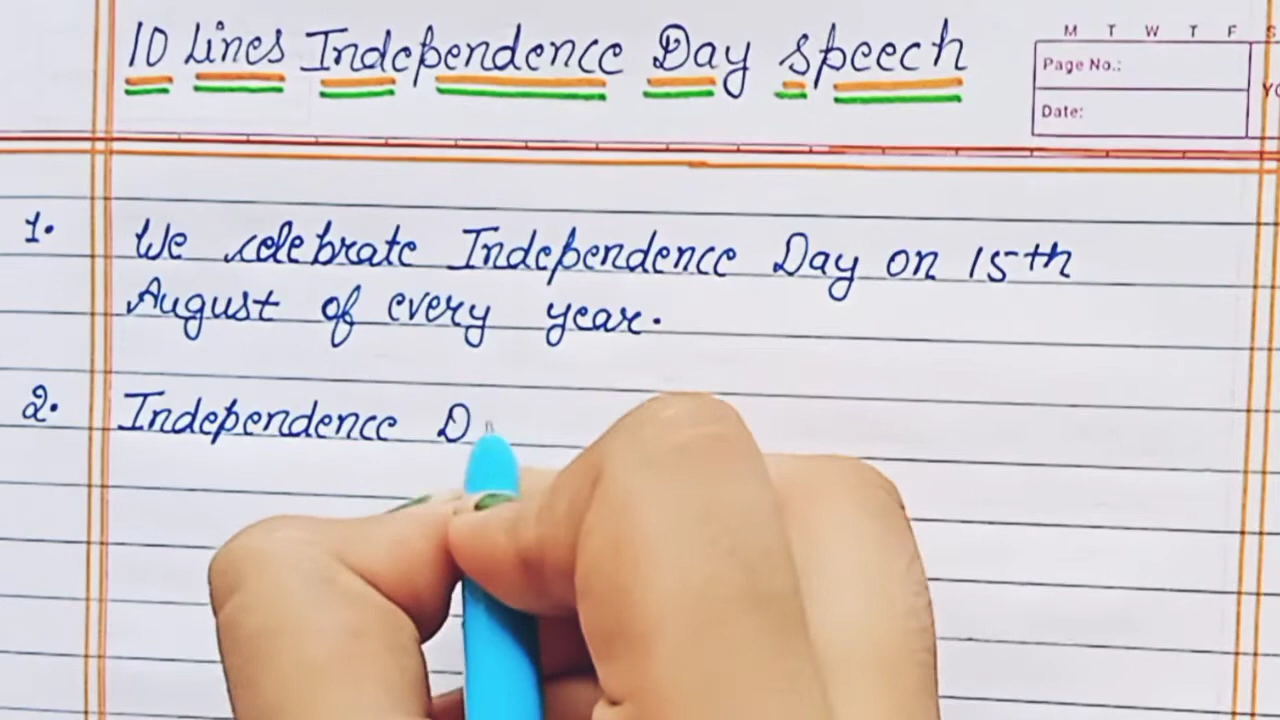 10 Lines Independence Day speech
M T W T F S
Page No.:
Date:
1. We celebrate Independence Day on 15th
August of every year.
2. Independence D